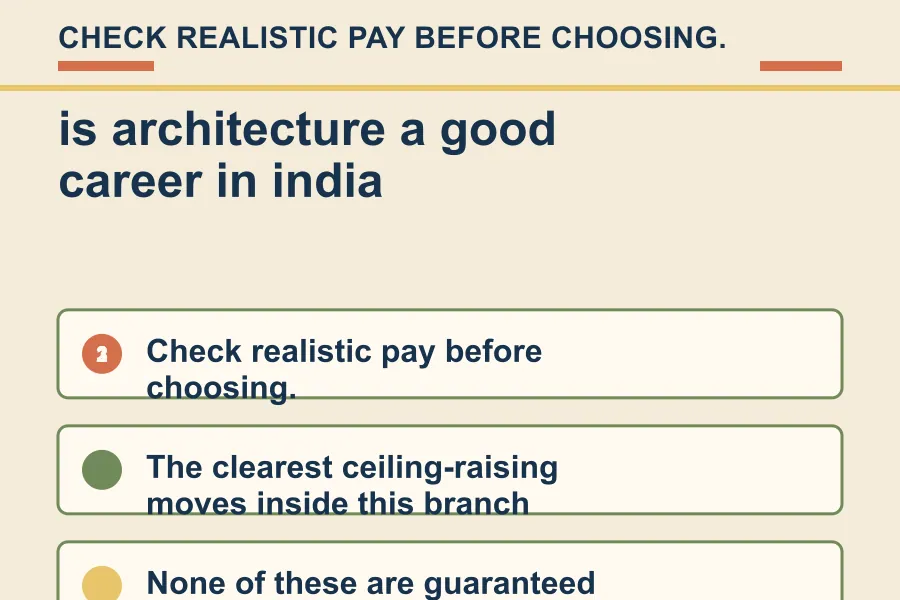 CHECK REALISTIC PAY BEFORE CHOOSING.
is architecture a good
career in india
Check realistic pay before
choosing.
The clearest ceiling-raising
moves inside this branch
None of these are guaranteed